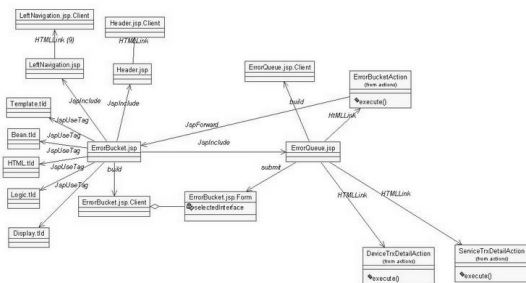 LeftNavigation.jsp.Client
Header.jsp.Client
HTMLLink (9)
HTMLLink
LeftNavigation.jsp
Header.jsp
ErrorQueue.jsp.Client
ErrorBucketAction
(from actions)
execute()
JspInclude
JspInclude
build
HtMLLink
Template.tld
JspUseTag
JspForward
Bean.tld
JspUseTag
ErrorBucket.jsp
JspInclude
ErrorQueue.jsp
HTML.tld
JspUseTag
JspUseTag
build
submit
Logic.tld
ErrorBucket.jsp.Client
ErrorBucket.jsp.Form
selectedInterface
HTMLLink
HTMLLink
Display.tld
DeviceTrxDetailAction
(from actions)
execute()
ServiceTrxDetailAction
(from actions)
execute()